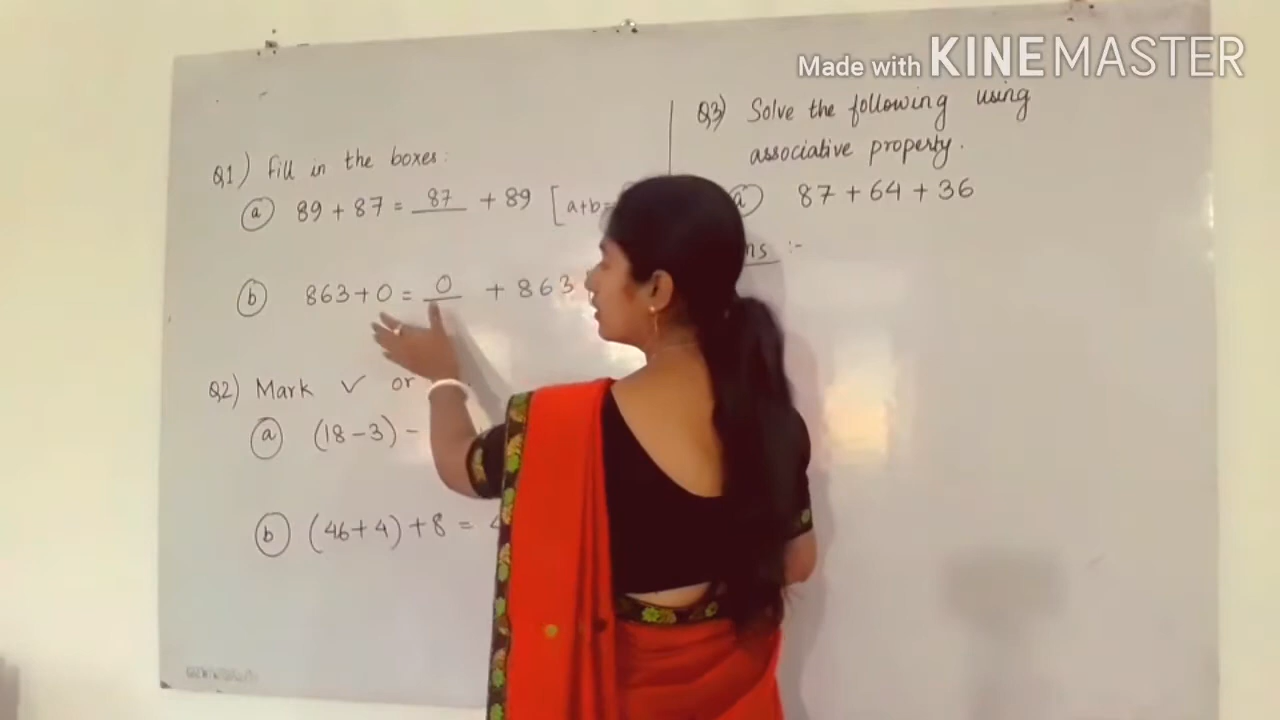 Made with KINEMASTER
Q1) Fill in the boxes:
a 89 + 87 = 87 + 89 [a+b=
b 863 + 0 = 0 + 863
Q2) Mark ✓ or
a (18 - 3) -
b (46 + 4) + 8 =
Q3) Solve the following using
associative property.
a 87 + 64 + 36
:-